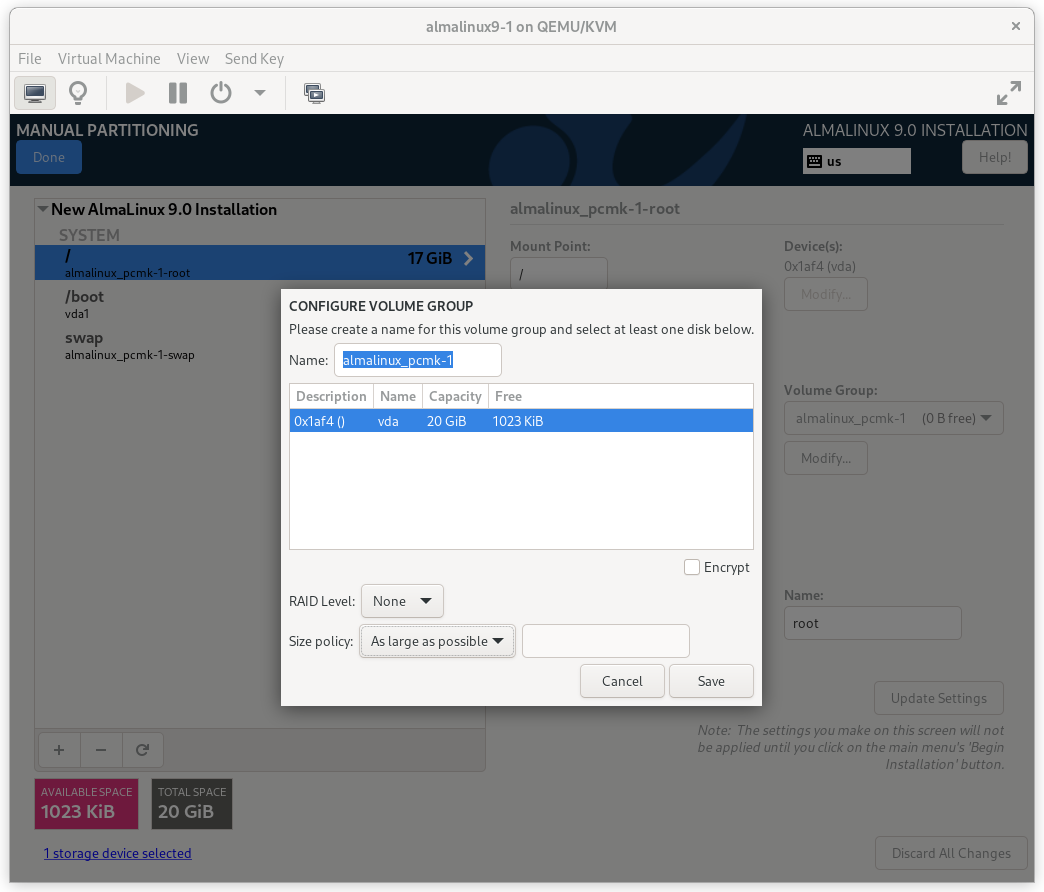 almalinux9-1 on QEMU/KVM
File Virtual Machine View Send Key
MANUAL PARTITIONING
ALMALINUX 9.0 INSTALLATION
Done
us
Help!
New AlmaLinux 9.0 Installation
SYSTEM
/
17 GiB
almalinux_pcmk-1-root
/boot
vda1
swap
almalinux_pcmk-1-swap
almalinux_pcmk-1-root
Mount Point:
/
Device(s):
0x1af4 (vda)
Modify...
Volume Group:
almalinux_pcmk-1 (0 B free)
Modify...
Name:
root
Update Settings
Note: The settings you make on this screen will not
be applied until you click on the main menu's 'Begin
Installation' button.
CONFIGURE VOLUME GROUP
Please create a name for this volume group and select at least one disk below.
Name: almalinux_pcmk-1
Description Name Capacity Free
0x1af4 () vda 20 GiB 1023 KiB
Encrypt
RAID Level: None
Size policy: As large as possible
Cancel
Save
AVAILABLE SPACE
1023 KiB
TOTAL SPACE
20 GiB
1 storage device selected
Discard All Changes